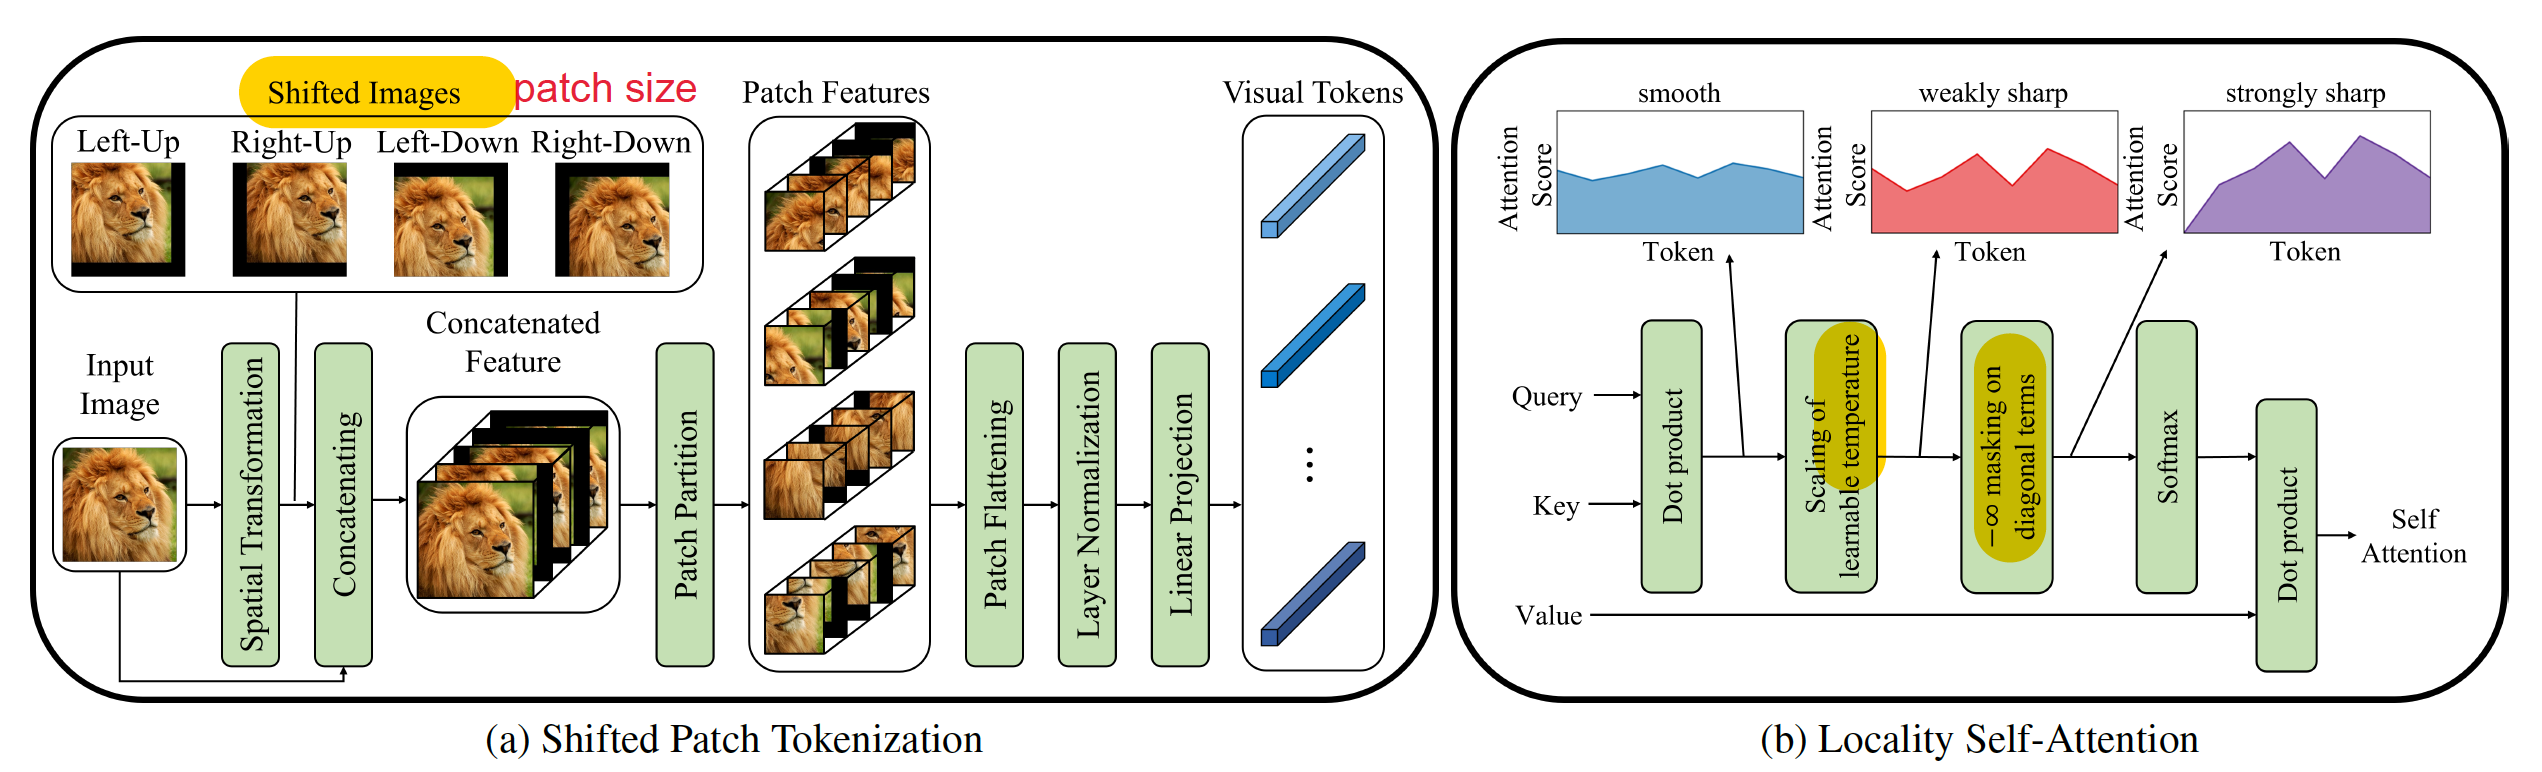 Shifted Images patch size
Left-Up Right-Up Left-Down Right-Down
Input
Image
Spatial Transformation
Concatenating
Concatenated
Feature
Patch Partition
Patch Features
Patch Flattening
Layer Normalization
Linear Projection
Visual Tokens
...
(a) Shifted Patch Tokenization
smooth
Attention
Score
Token
weakly sharp
Attention
Score
Token
strongly sharp
Attention
Score
Token
Query
Key
Value
Dot product
Scaling of
learnable temperature
−∞ masking on
diagonal terms
Softmax
Dot product
Self
Attention
(b) Locality Self-Attention